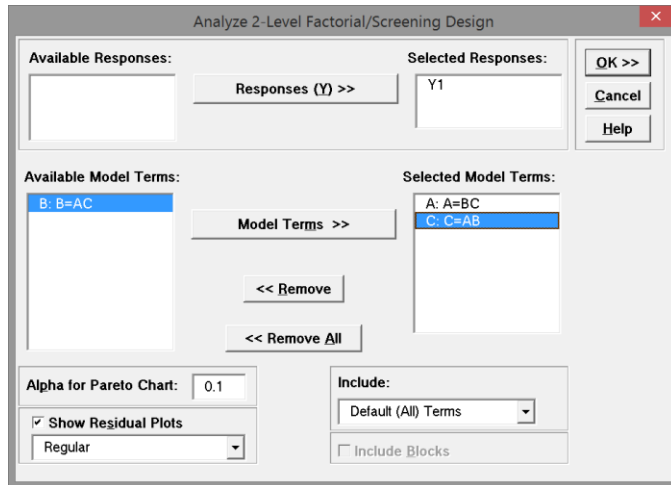 Analyze 2-Level Factorial/Screening Design
Available Responses:
Selected Responses:
Responses (Y) >>
Y1
OK >>
Cancel
Help
Available Model Terms:
Selected Model Terms:
B: B=AC
Model Terms >>
A: A=BC
C: C=AB
<< Remove
<< Remove All
Alpha for Pareto Chart:
0.1
Include:
Default (All) Terms
Show Residual Plots
Regular
Include Blocks